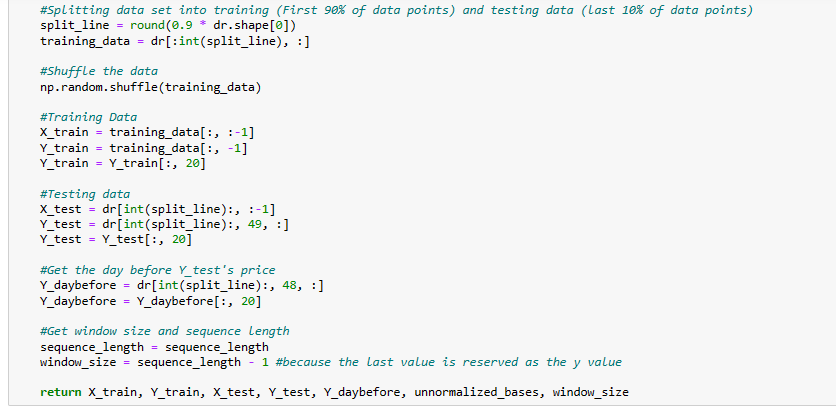 #Splitting data set into training (First 90% of data points) and testing data (last 10% of data points)
split_line = round(0.9 * dr.shape[0])
training_data = dr[:int(split_line), :]
#Shuffle the data
np.random.shuffle(training_data)
#Training Data
X_train = training_data[:, :-1]
Y_train = training_data[:, -1]
Y_train = Y_train[:, 20]
#Testing data
X_test = dr[int(split_line):, :-1]
Y_test = dr[int(split_line):, 49, :]
Y_test = Y_test[:, 20]
#Get the day before Y_test's price
Y_daybefore = dr[int(split_line):, 48, :]
Y_daybefore = Y_daybefore[:, 20]
#Get window size and sequence length
sequence_length = sequence_length
window_size = sequence_length - 1 #because the last value is reserved as the y value
return X_train, Y_train, X_test, Y_test, Y_daybefore, unnormalized_bases, window_size